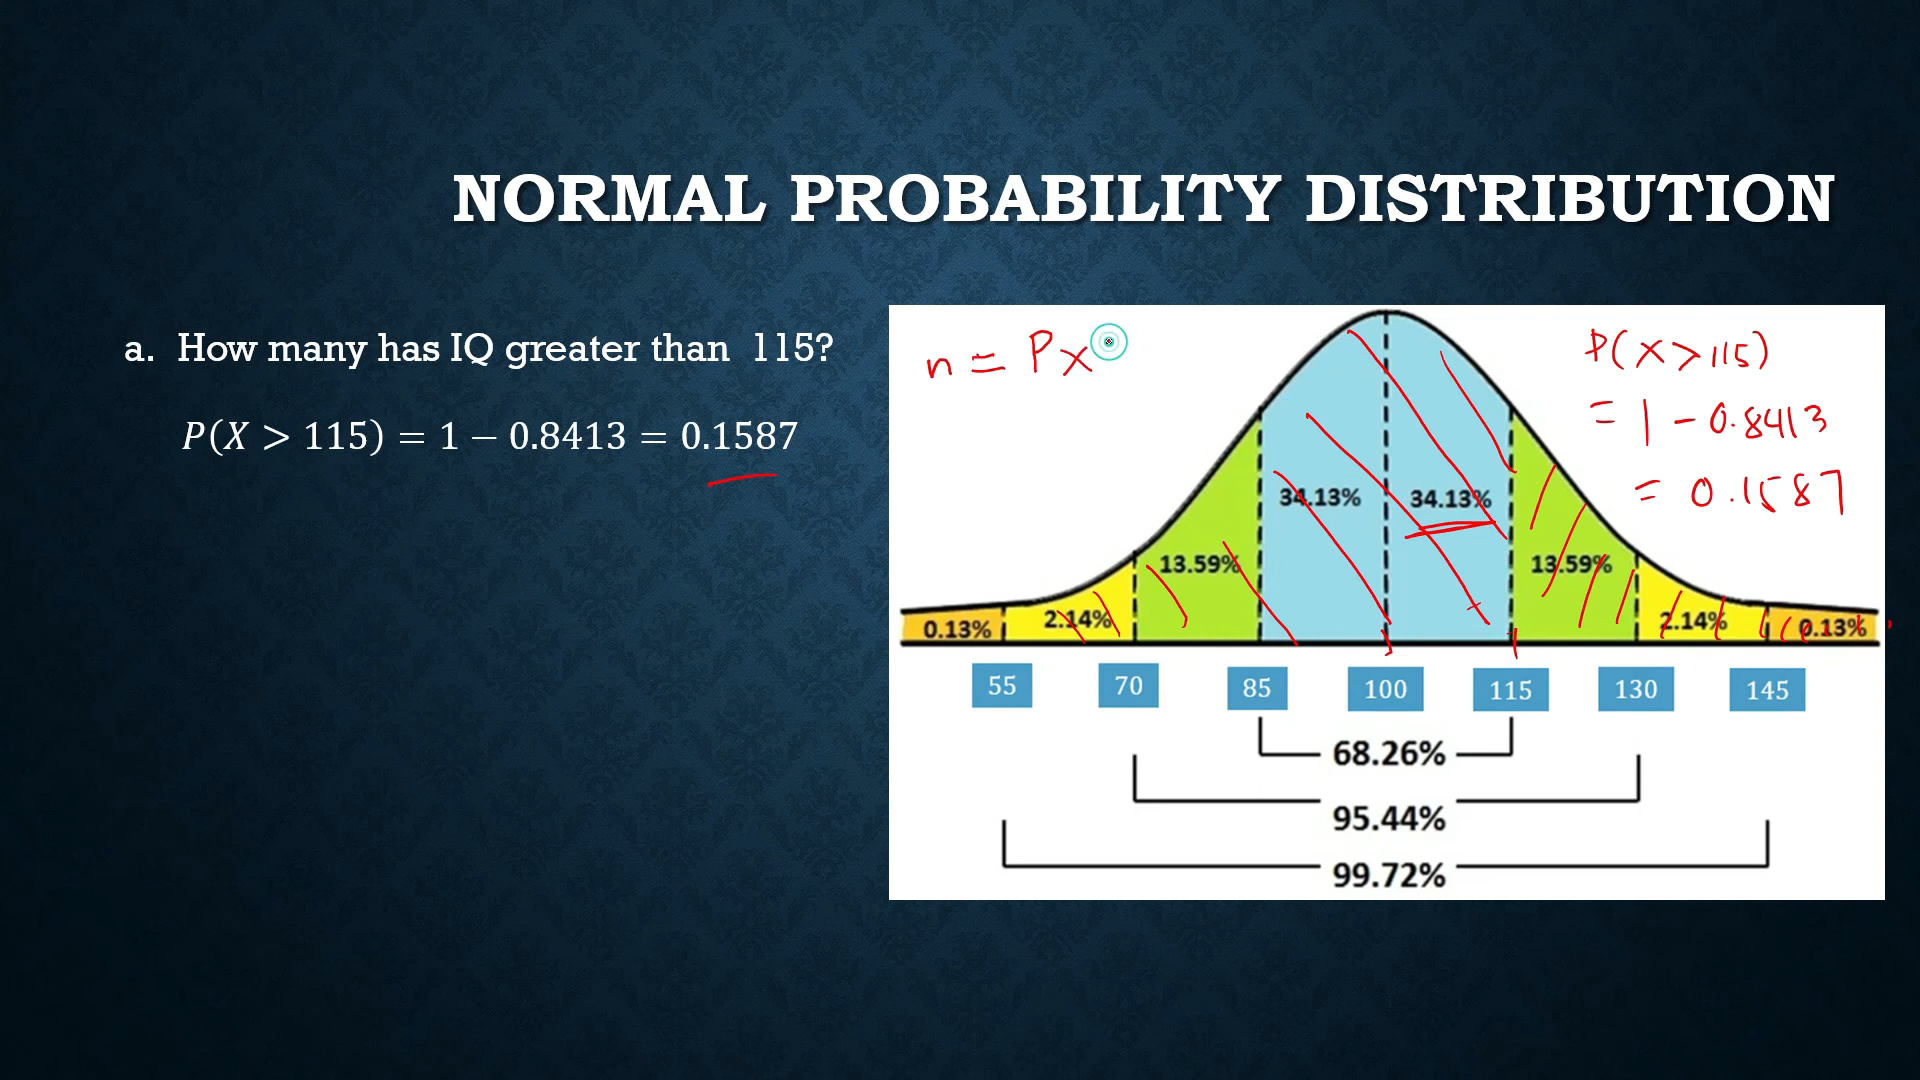 NORMAL PROBABILITY DISTRIBUTION
a. How many has IQ greater than 115?
P(X > 115) = 1 − 0.8413 = 0.1587
n = Px
P(X > 115)
= 1 - 0.8413
= 0.1587
34.13% 34.13%
13.59% 13.59%
0.13% 2.14% 2.14% 0.13%
55 70 85 100 115 130 145
68.26%
95.44%
99.72%